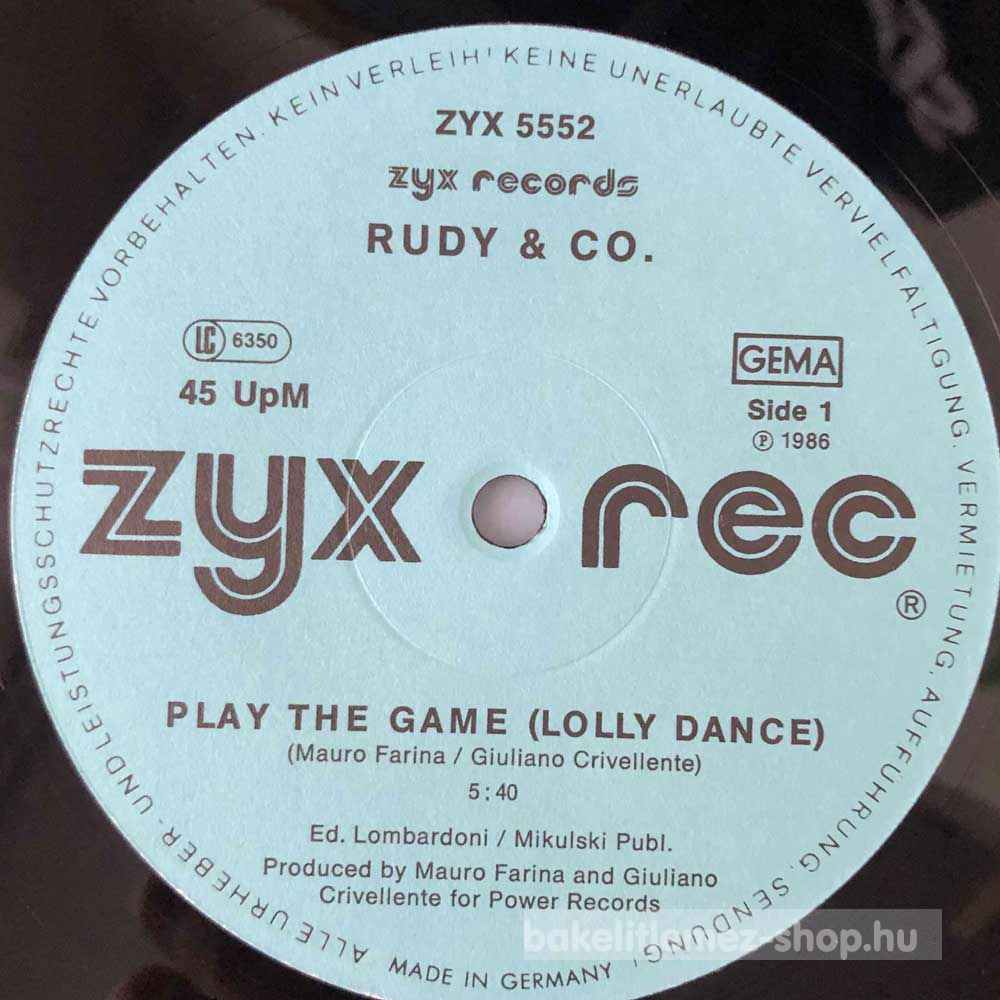 ALLE URHEBER- UND LEISTUNGSSCHUTZRECHTE VORBEHALTEN. KEIN VERLEIH! KEINE UNERLAUBTE VERVIELFALTIGUNG. VERMIETUNG, AUFFUHRUNG, SENDUNG!
ZYX 5552
zyx records
RUDY & CO.
LC 6350
GEMA
45 UpM
Side 1
Ⓟ 1986
zyx rec
®
PLAY THE GAME (LOLLY DANCE)
(Mauro Farina / Giuliano Crivellente)
5:40
Ed. Lombardoni / Mikulski Publ.
Produced by Mauro Farina and Giuliano
Crivellente for Power Records
MADE IN GERMANY
bakelitlemez-shop.hu